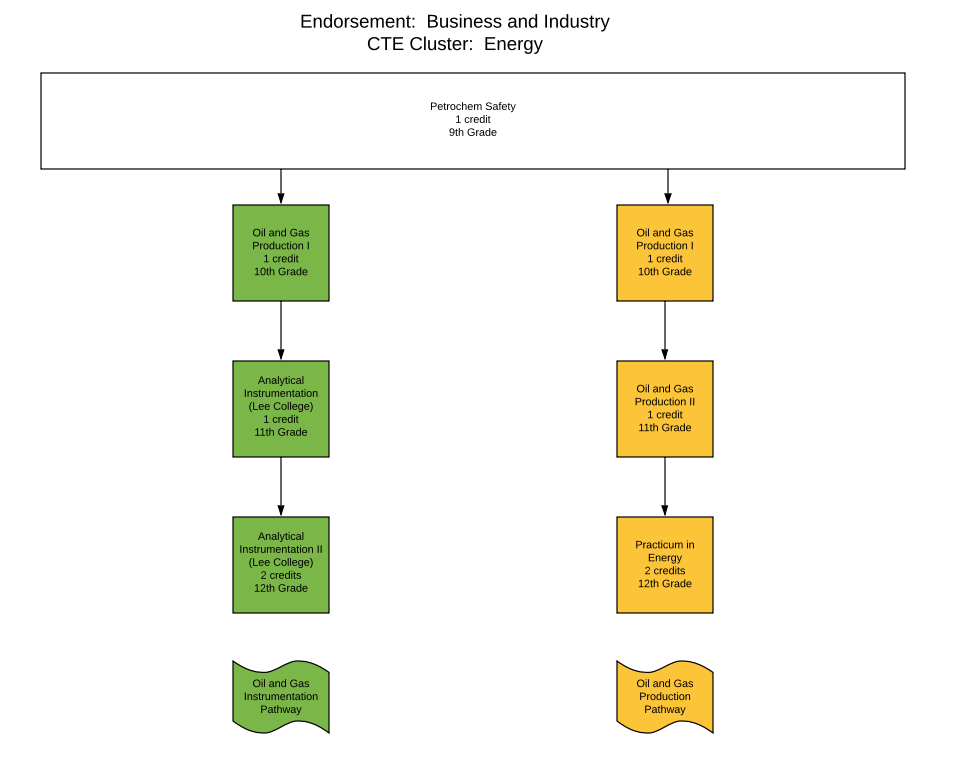 Endorsement:  Business and Industry
CTE Cluster:  Energy
Petrochem Safety
1 credit
9th Grade
Oil and Gas
Production I
1 credit
10th Grade
Oil and Gas
Production I
1 credit
10th Grade
Analytical
Instrumentation
(Lee College)
1 credit
11th Grade
Oil and Gas
Production II
1 credit
11th Grade
Analytical
Instrumentation II
(Lee College)
2 credits
12th Grade
Practicum in
Energy
2 credits
12th Grade
Oil and Gas
Instrumentation
Pathway
Oil and Gas
Production
Pathway